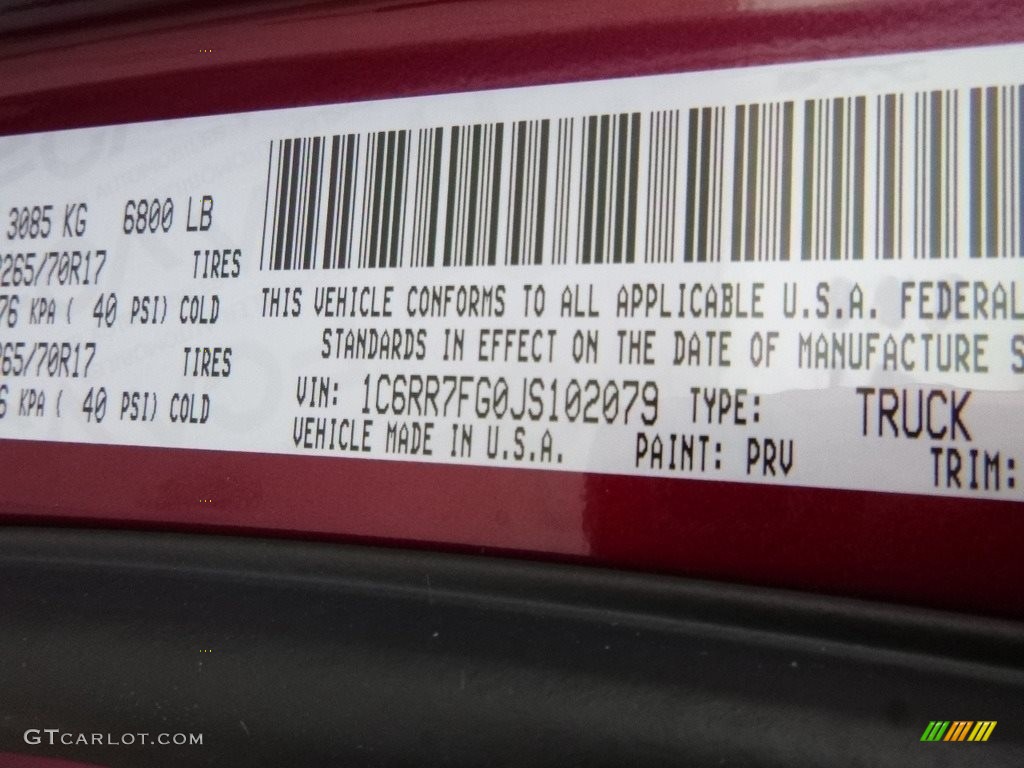 3085 KG 6800 LB
265/70R17 TIRES
76 KPA ( 40 PSI) COLD
265/70R17 TIRES
6 KPA ( 40 PSI) COLD
THIS VEHICLE CONFORMS TO ALL APPLICABLE U.S.A. FEDERAL
STANDARDS IN EFFECT ON THE DATE OF MANUFACTURE S
VIN: 1C6RR7FG0JS102079 TYPE: TRUCK
VEHICLE MADE IN U.S.A. PAINT: PRV TRIM:
GTCARLOT.COM